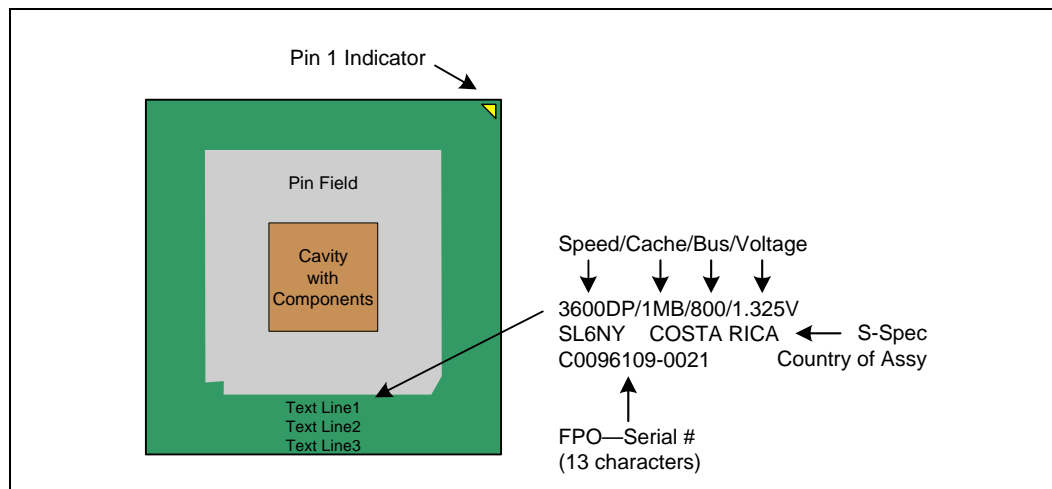 Pin 1 Indicator
Pin Field
Cavity
with
Components
Text Line1
Text Line2
Text Line3
Speed/Cache/Bus/Voltage
3600DP/1MB/800/1.325V
SL6NY COSTA RICA
C0096109-0021
S-Spec
Country of Assy
FPO—Serial #
(13 characters)